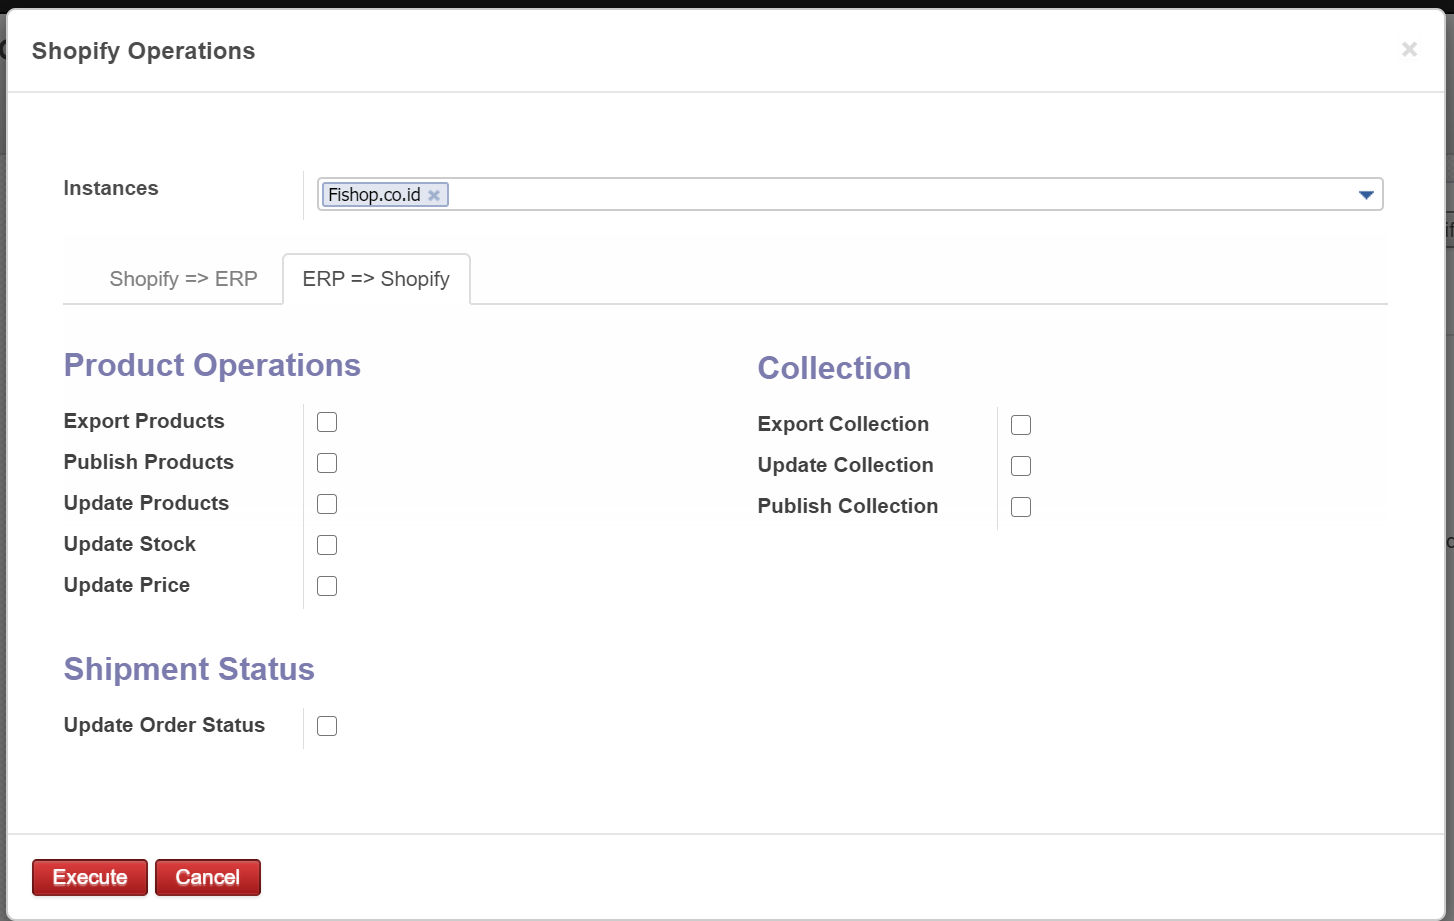 Shopify Operations
Instances
Fishop.co.id
Shopify => ERP
ERP => Shopify
Product Operations
Export Products
Publish Products
Update Products
Update Stock
Update Price
Collection
Export Collection
Update Collection
Publish Collection
Shipment Status
Update Order Status
Execute
Cancel